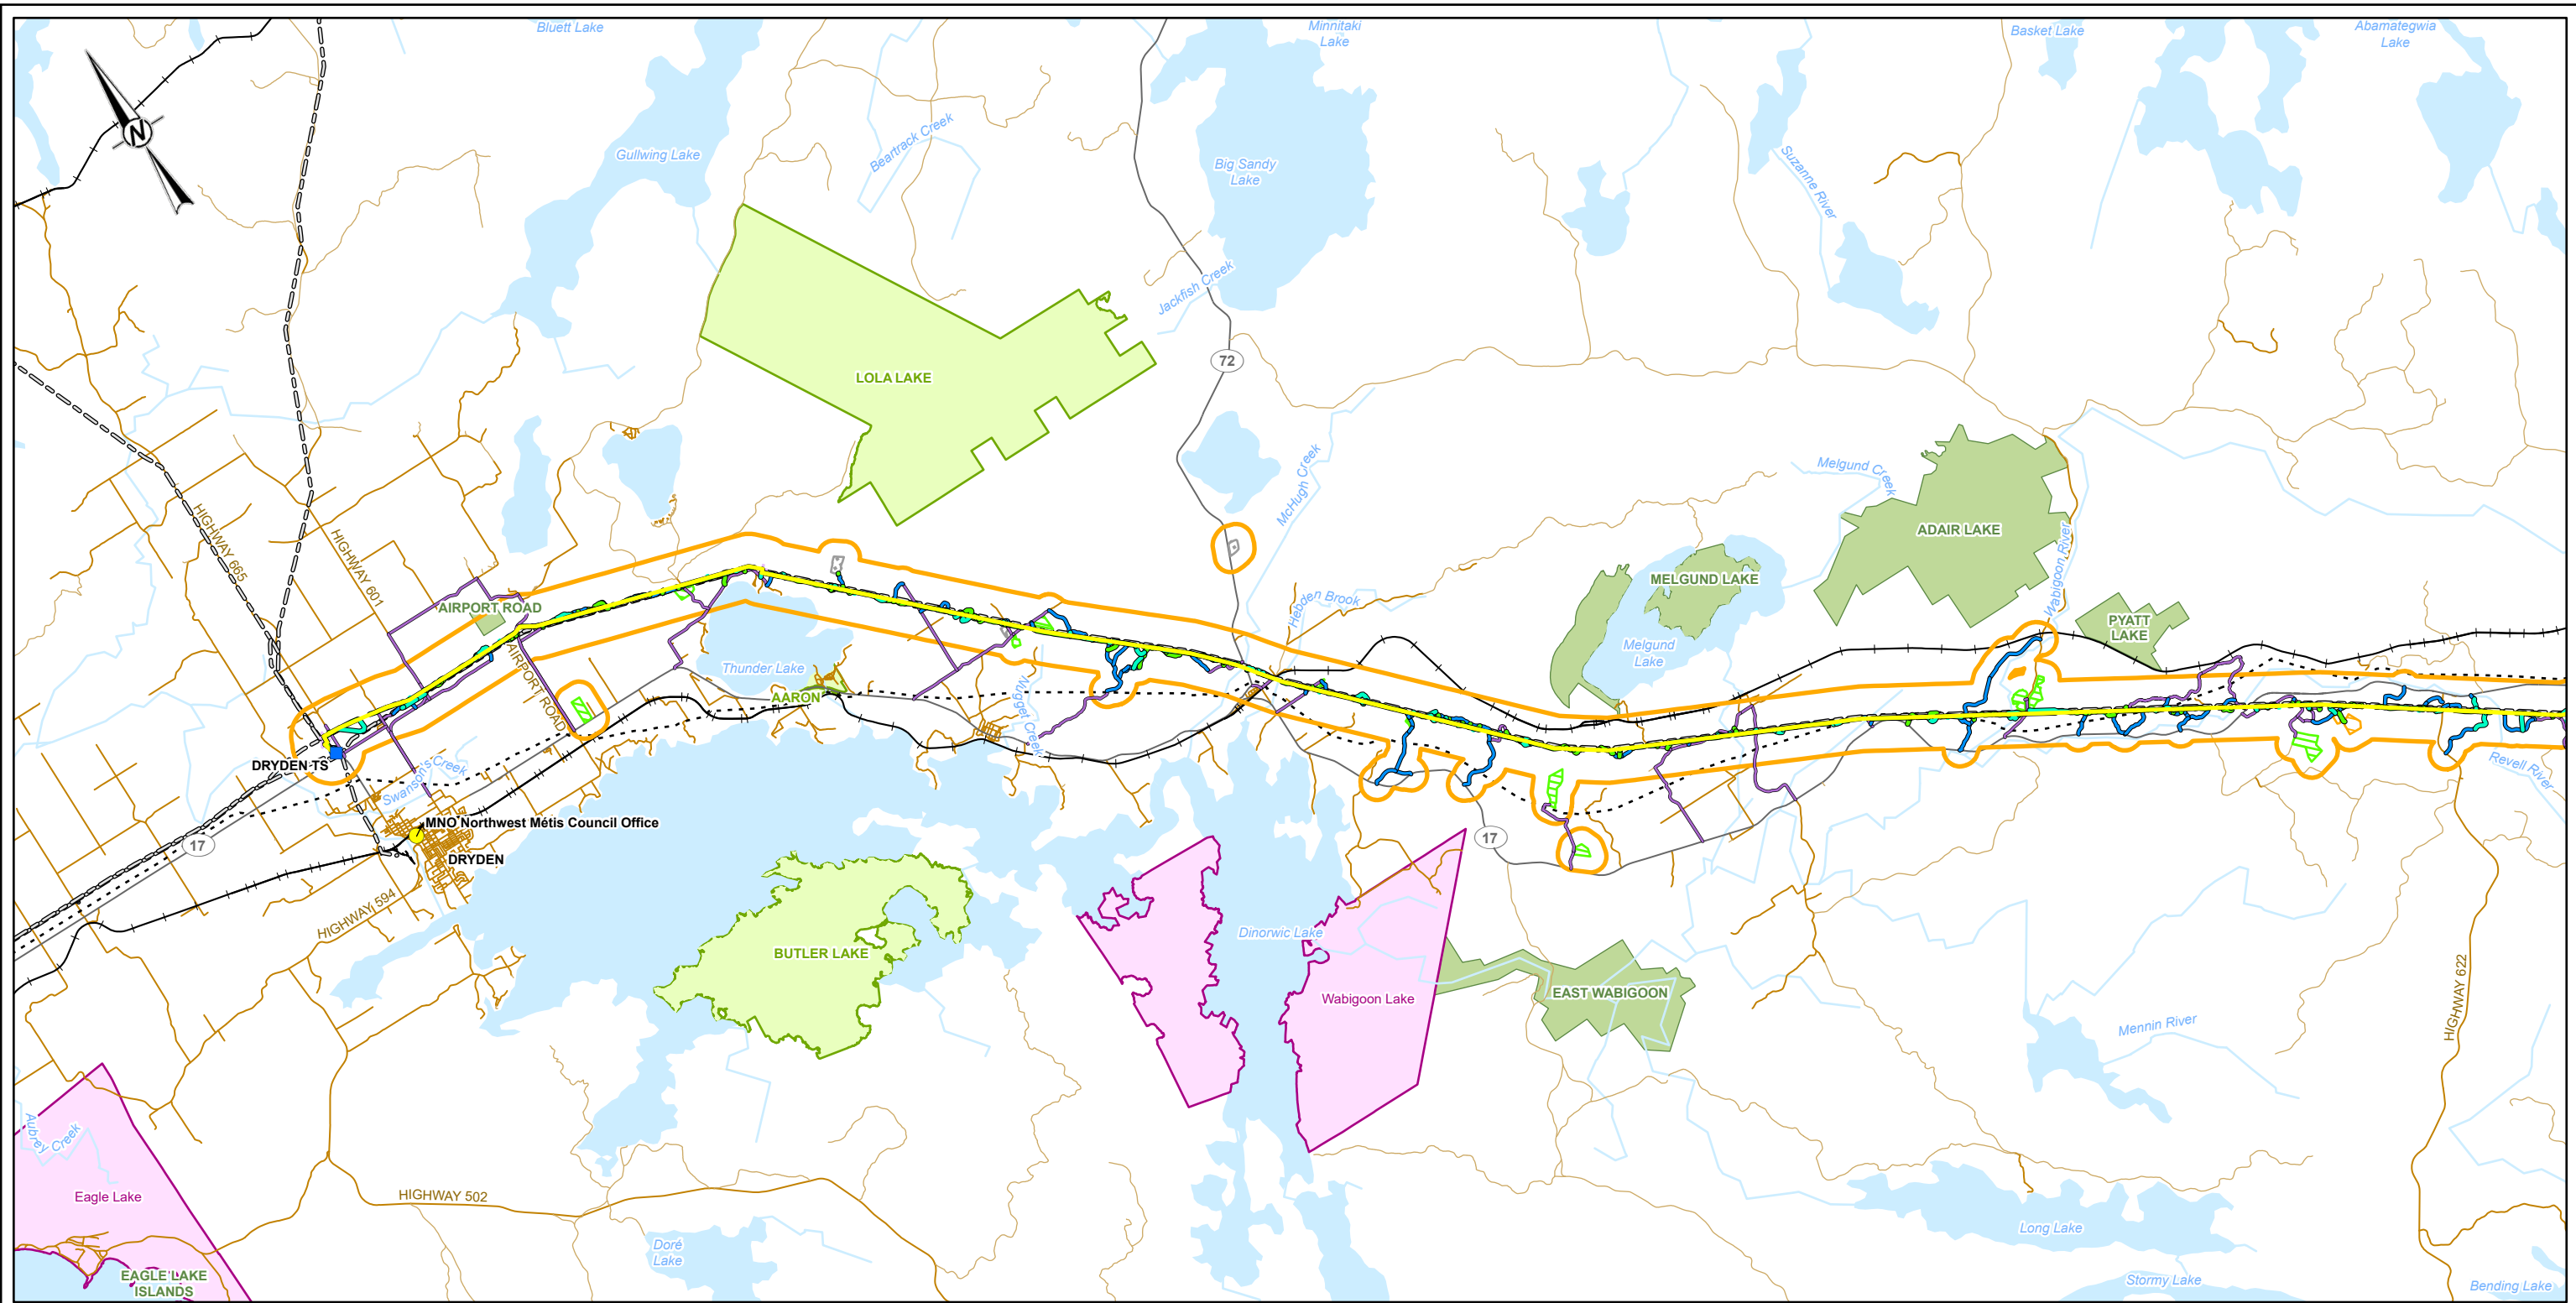 Bluett Lake
Minnitaki
Lake
Basket Lake
Abamategwia
Lake
N
Gullwing Lake
Beartrack Creek
Big Sandy
Lake
Suzanne River
Jackfish Creek
72
LOLA LAKE
McHugh Creek
Melgund Creek
HIGHWAY 665
HIGHWAY 601
ADAIR LAKE
Wabigoon River
MELGUND LAKE
Hebden Brook
AIRPORT ROAD
PYATT
LAKE
Melgund
Lake
AIRPORT ROAD
Thunder Lake
AARON
Nugget Creek
DRYDEN TS
Swanson's Creek
Revell River
MNO Northwest Métis Council Office
17
17
DRYDEN
HIGHWAY 594
Dinorwic Lake
BUTLER LAKE
EAST WABIGOON
Wabigoon Lake
HIGHWAY 622
Mennin River
Aubrey Creek
Eagle Lake
HIGHWAY 502
Long Lake
Doré
Lake
EAGLE LAKE
ISLANDS
Stormy Lake
Bending Lake